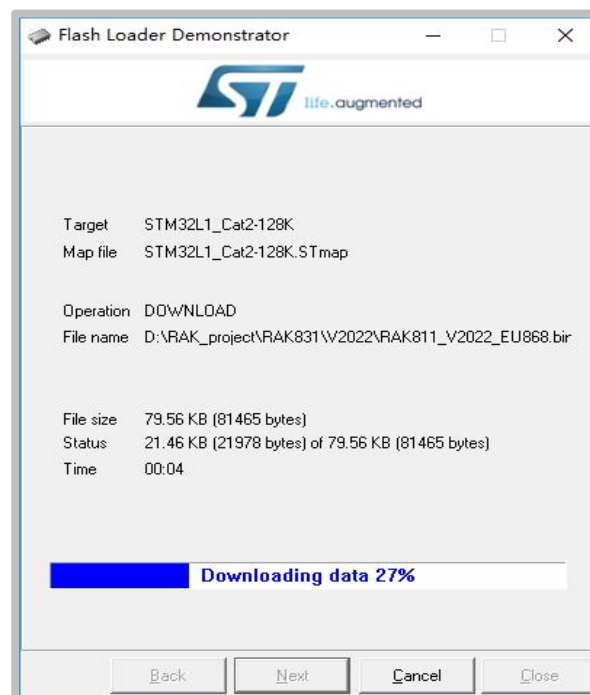 Flash Loader Demonstrator
ST life.augmented
Target STM32L1_Cat2-128K
Map file STM32L1_Cat2-128K.STmap
Operation DOWNLOAD
File name D:\RAK_project\RAK831\V2022\RAK811_V2022_EU868.bin
File size 79.56 KB (81465 bytes)
Status 21.46 KB (21978 bytes) of 79.56 KB (81465 bytes)
Time 00:04
Downloading data 27%
Back Next Cancel Close